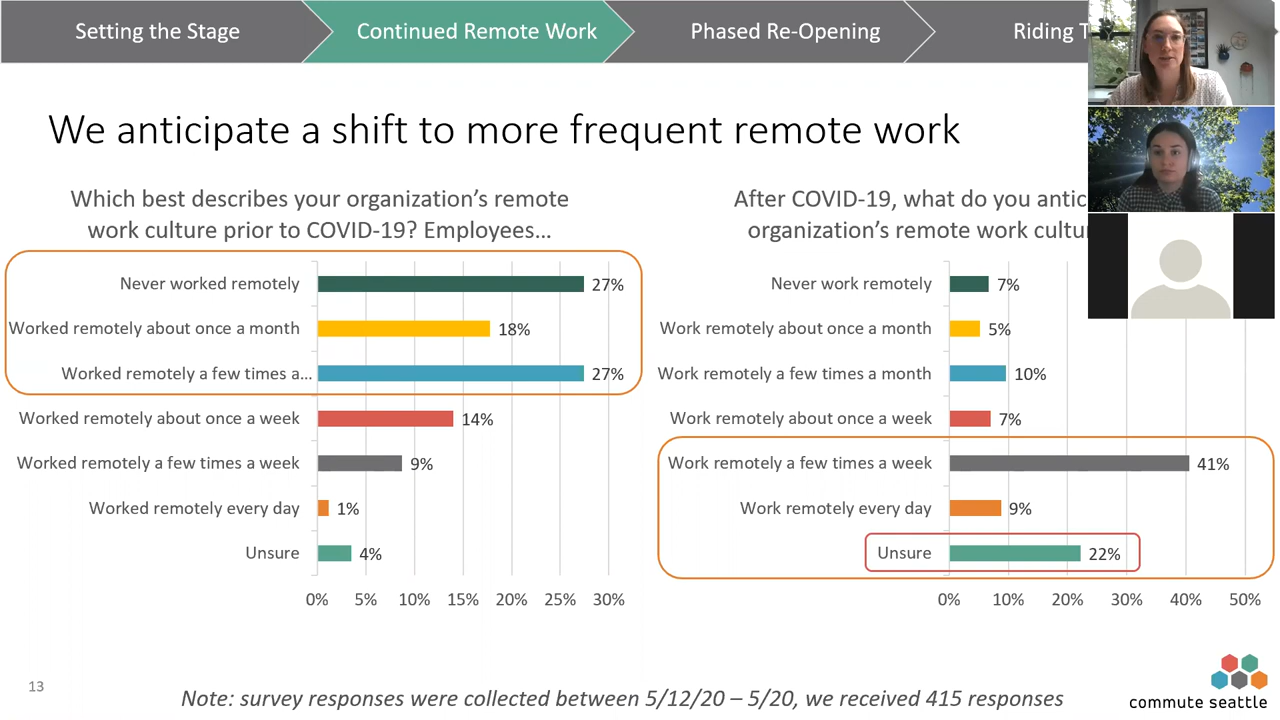 Setting the Stage
Continued Remote Work
Phased Re-Opening
Riding T
We anticipate a shift to more frequent remote work
Which best describes your organization’s remote
work culture prior to COVID-19? Employees…
Never worked remotely 27%
Worked remotely about once a month 18%
Worked remotely a few times a... 27%
Worked remotely about once a week 14%
Worked remotely a few times a week 9%
Worked remotely every day 1%
Unsure 4%
0% 5% 10% 15% 20% 25% 30%
After COVID-19, what do you antic
organization’s remote work cultu
Never work remotely 7%
Work remotely about once a month 5%
Work remotely a few times a month 10%
Work remotely about once a week 7%
Work remotely a few times a week 41%
Work remotely every day 9%
Unsure 22%
0% 10% 20% 30% 40% 50%
13
Note: survey responses were collected between 5/12/20 – 5/20, we received 415 responses
commute seattle